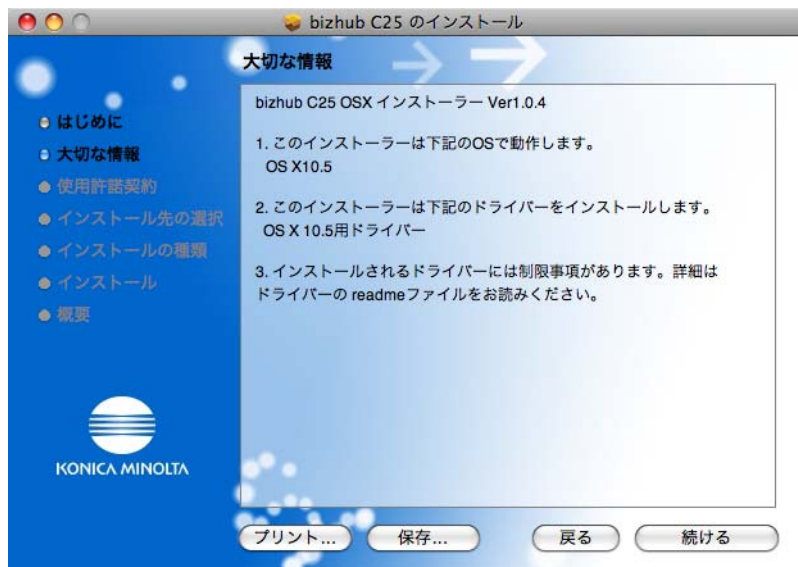 bizhub C25 のインストール
はじめに
大切な情報
使用許諾契約
インストール先の選択
インストールの種類
インストール
概要
KONICA MINOLTA
大切な情報
bizhub C25 OSX インストーラー Ver1.0.4
1. このインストーラーは下記のOSで動作します。
OS X10.5
2. このインストーラーは下記のドライバーをインストールします。
OS X 10.5用ドライバー
3. インストールされるドライバーには制限事項があります。詳細は
ドライバーの readmeファイルをお読みください。
プリント...
保存...
戻る
続ける